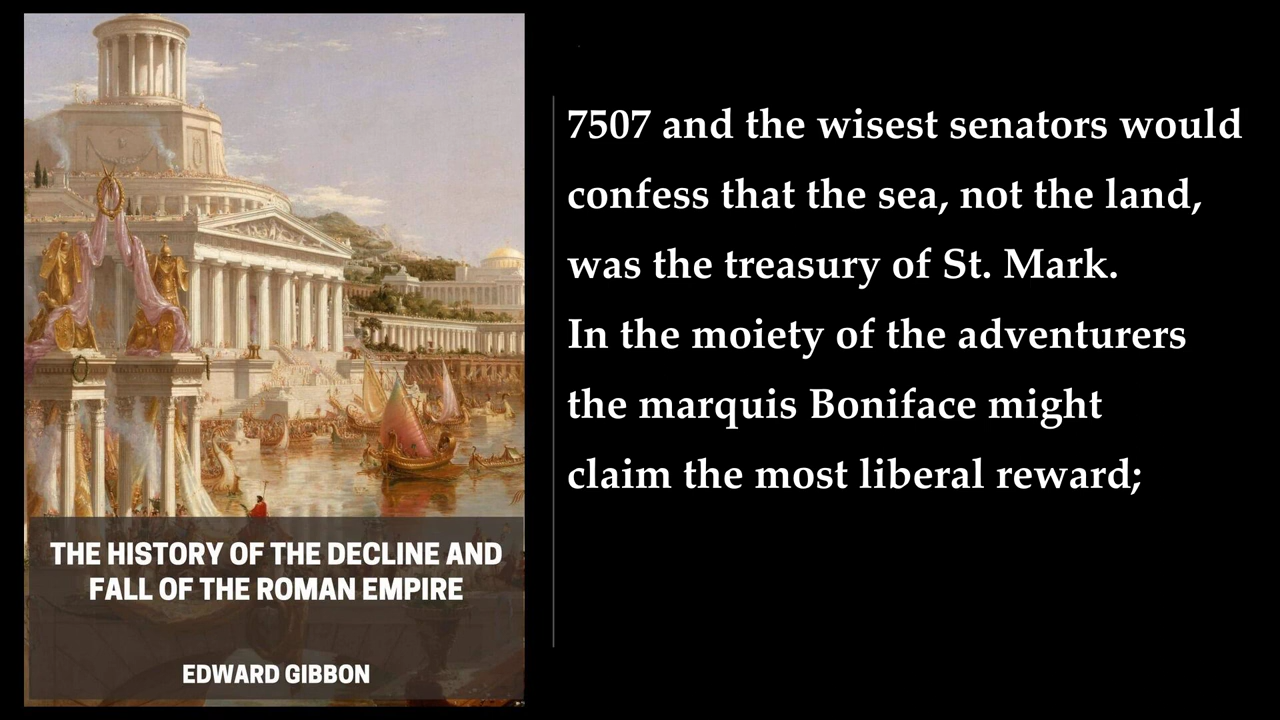 THE HISTORY OF THE DECLINE AND
FALL OF THE ROMAN EMPIRE
EDWARD GIBBON
7507 and the wisest senators would
confess that the sea, not the land,
was the treasury of St. Mark.
In the moiety of the adventurers
the marquis Boniface might
claim the most liberal reward;